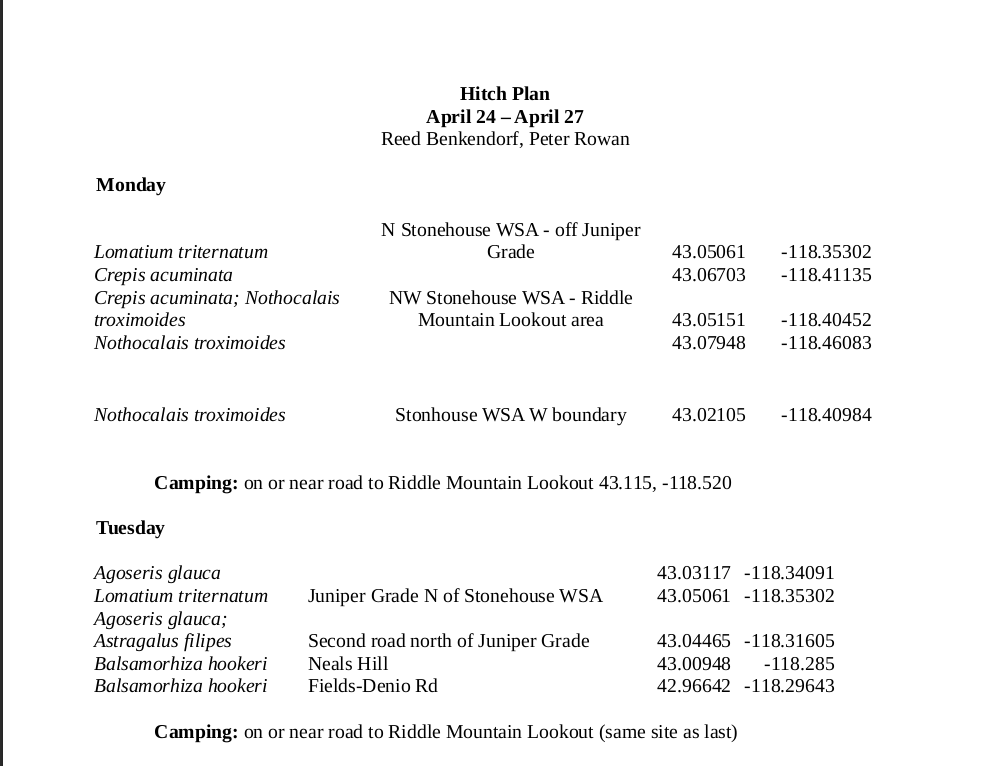 Hitch Plan
April 24 – April 27
Reed Benkendorf, Peter Rowan
Monday
N Stonehouse WSA - off Juniper
Lomatium triternatum Grade 43.05061 -118.35302
Crepis acuminata 43.06703 -118.41135
Crepis acuminata; Nothocalais NW Stonehouse WSA - Riddle
troximoides Mountain Lookout area 43.05151 -118.40452
Nothocalais troximoides 43.07948 -118.46083
Nothocalais troximoides Stonhouse WSA W boundary 43.02105 -118.40984
Camping: on or near road to Riddle Mountain Lookout 43.115, -118.520
Tuesday
Agoseris glauca 43.03117 -118.34091
Lomatium triternatum Juniper Grade N of Stonehouse WSA 43.05061 -118.35302
Agoseris glauca;
Astragalus filipes Second road north of Juniper Grade 43.04465 -118.31605
Balsamorhiza hookeri Neals Hill 43.00948 -118.285
Balsamorhiza hookeri Fields-Denio Rd 42.96642 -118.29643
Camping: on or near road to Riddle Mountain Lookout (same site as last)